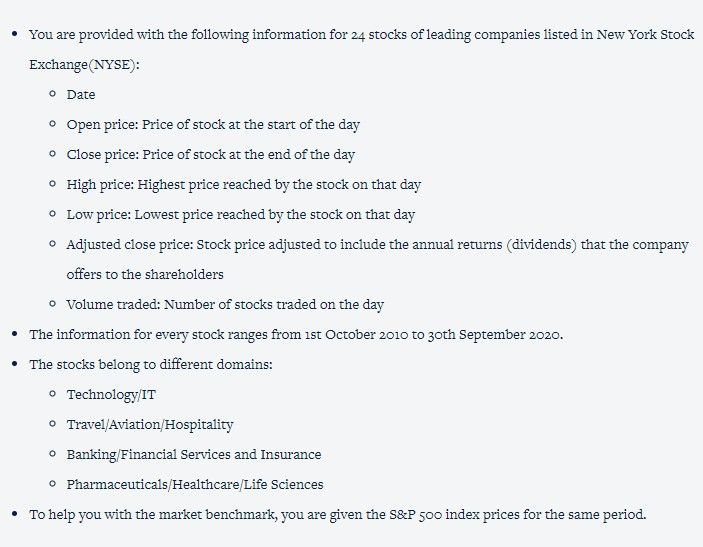 • You are provided with the following information for 24 stocks of leading companies listed in New York Stock
Exchange(NYSE):
◦ Date
◦ Open price: Price of stock at the start of the day
◦ Close price: Price of stock at the end of the day
◦ High price: Highest price reached by the stock on that day
◦ Low price: Lowest price reached by the stock on that day
◦ Adjusted close price: Stock price adjusted to include the annual returns (dividends) that the company
offers to the shareholders
◦ Volume traded: Number of stocks traded on the day
• The information for every stock ranges from 1st October 2010 to 30th September 2020.
• The stocks belong to different domains:
◦ Technology/IT
◦ Travel/Aviation/Hospitality
◦ Banking/Financial Services and Insurance
◦ Pharmaceuticals/Healthcare/Life Sciences
• To help you with the market benchmark, you are given the S&P 500 index prices for the same period.